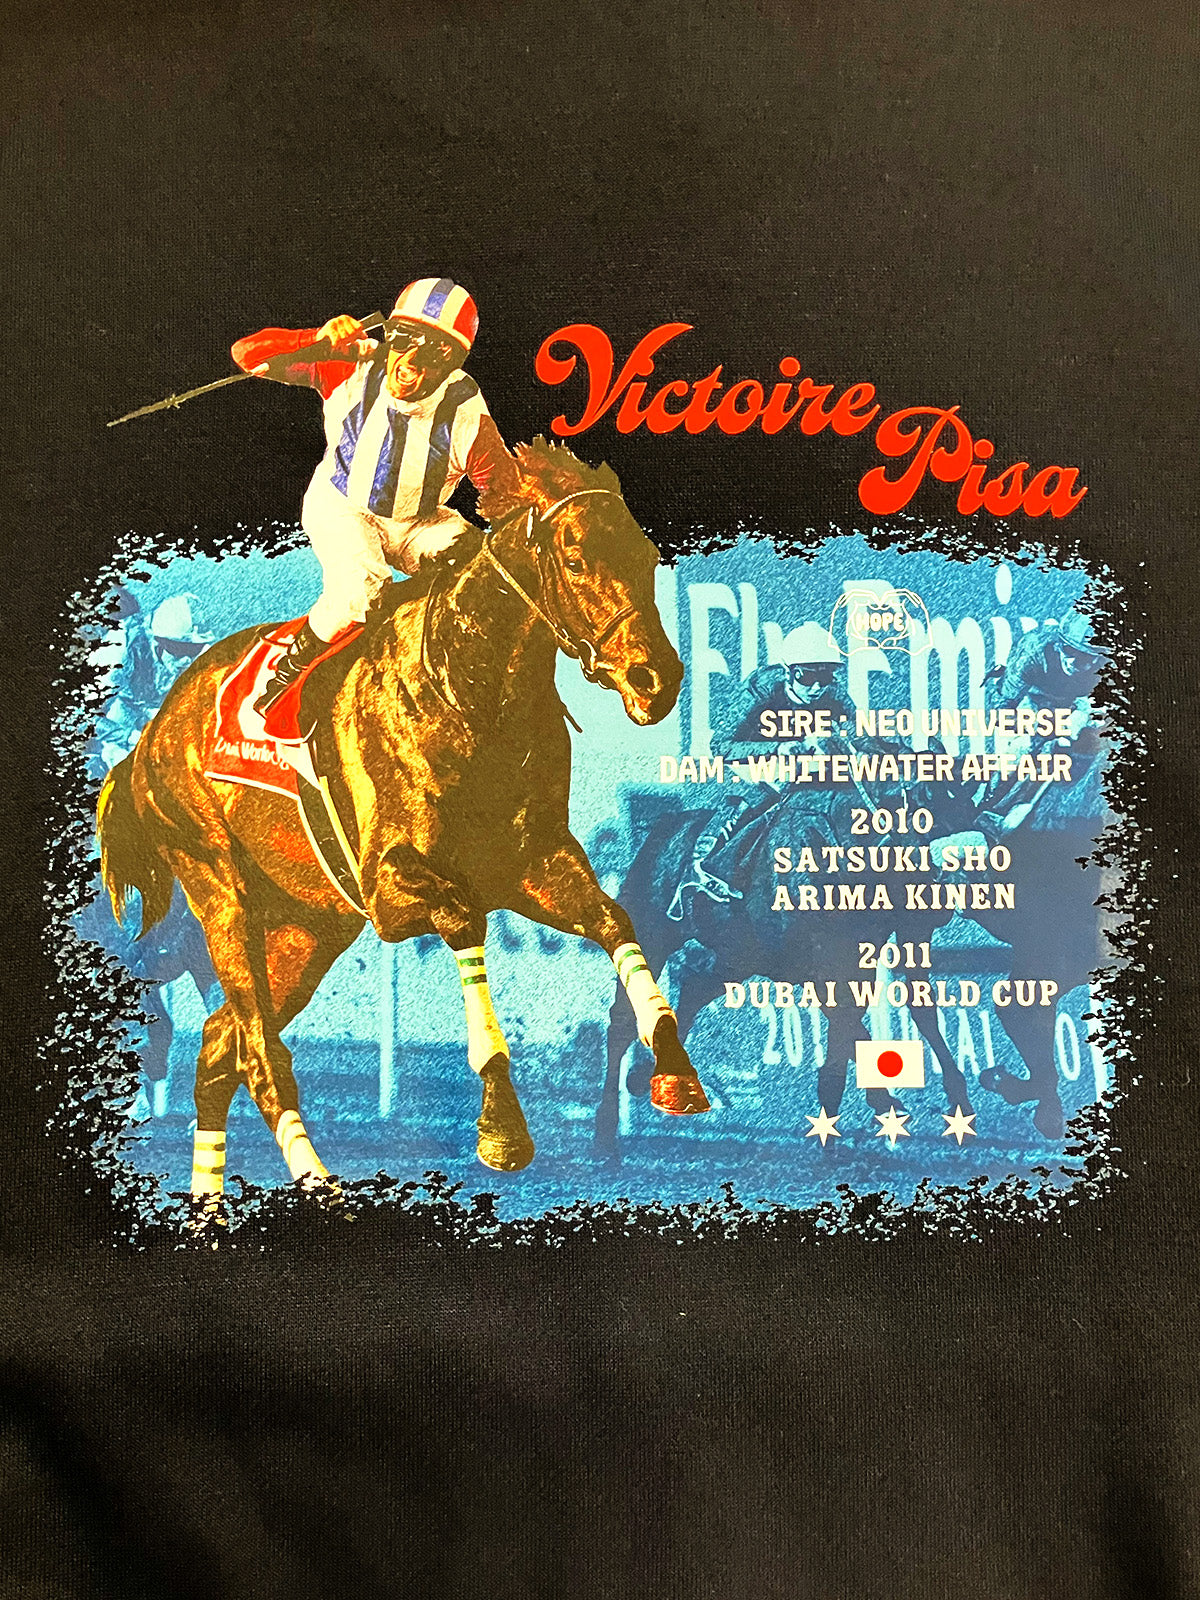 Victoire
Pisa
HOPE
SIRE : NEO UNIVERSE
DAM : WHITEWATER AFFAIR
2010
SATSUKI SHO
ARIMA KINEN
2011
DUBAI WORLD CUP